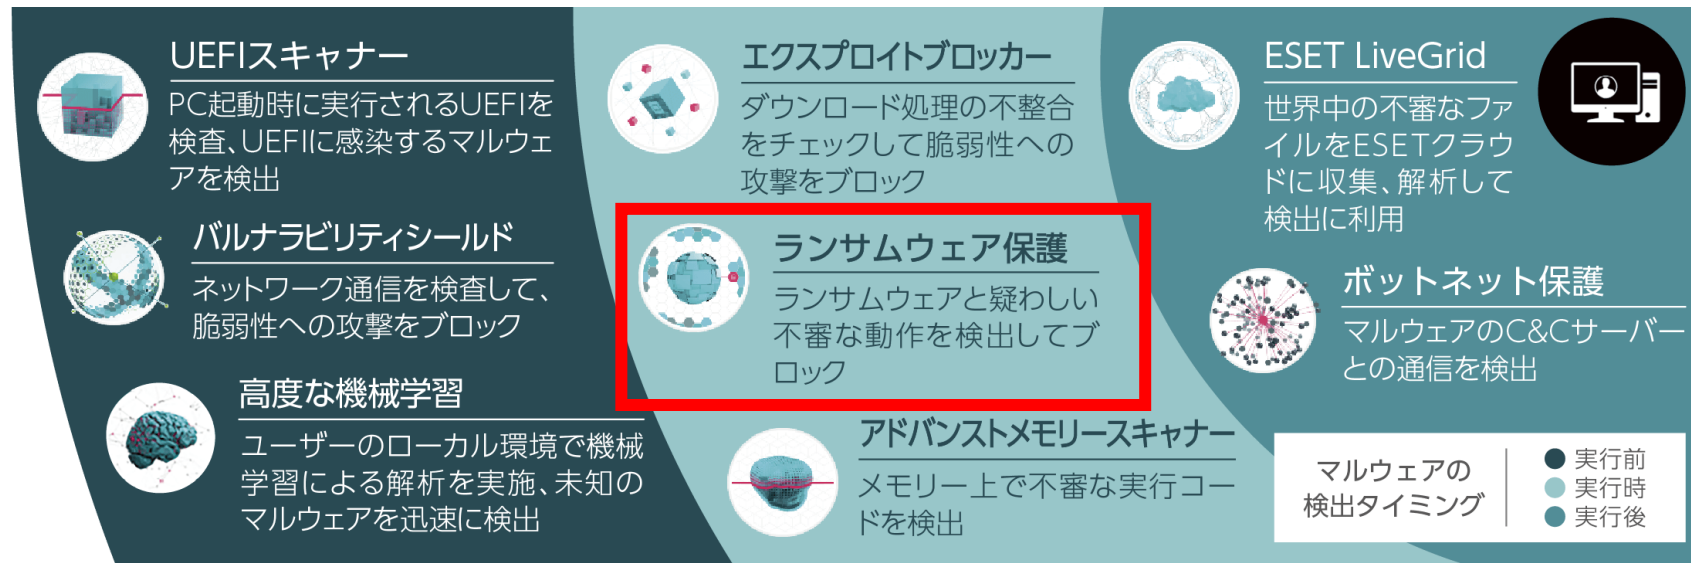 UEFIスキャナー
PC起動時に実行されるUEFIを
検査、UEFIに感染するマルウェ
アを検出
バルナラビリティシールド
ネットワーク通信を検査して、
脆弱性への攻撃をブロック
高度な機械学習
ユーザーのローカル環境で機械
学習による解析を実施、未知の
マルウェアを迅速に検出
エクスプロイトブロッカー
ダウンロード処理の不整合
をチェックして脆弱性への
攻撃をブロック
ランサムウェア保護
ランサムウェアと疑わしい
不審な動作を検出してブ
ロック
アドバンストメモリースキャナー
メモリー上で不審な実行コー
ドを検出
ESET LiveGrid
世界中の不審なファ
イルをESETクラウ
ドに収集、解析して
検出に利用
ボットネット保護
マルウェアのC&Cサーバー
との通信を検出
マルウェアの
検出タイミング
実行前
実行時
実行後